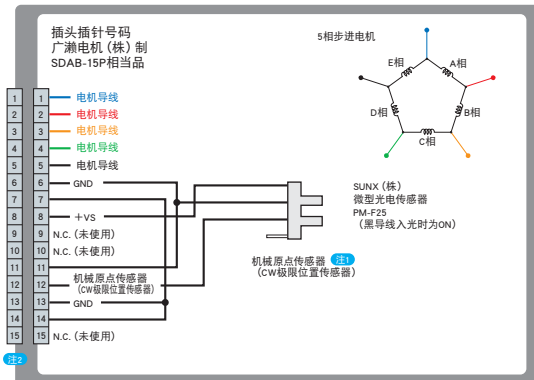 插头插针号码
广濑电机（株）制
SDAB-15P相当品
5相步进电机
E相
A相
D相
B相
C相
1 1 电机导线
2 2 电机导线
3 3 电机导线
4 4 电机导线
5 5 电机导线
6 6 GND
7 7
8 8 ＋VS
9 9 N.C.（未使用）
10 10 N.C.（未使用）
11 11
12 12 机械原点传感器
（CW极限位置传感器）
13 13 GND
14 14
15 15 N.C.（未使用）
SUNX（株）
微型光电传感器
PM-F25
（黑导线入光时为ON）
机械原点传感器 注1
（CW极限位置传感器）
注2